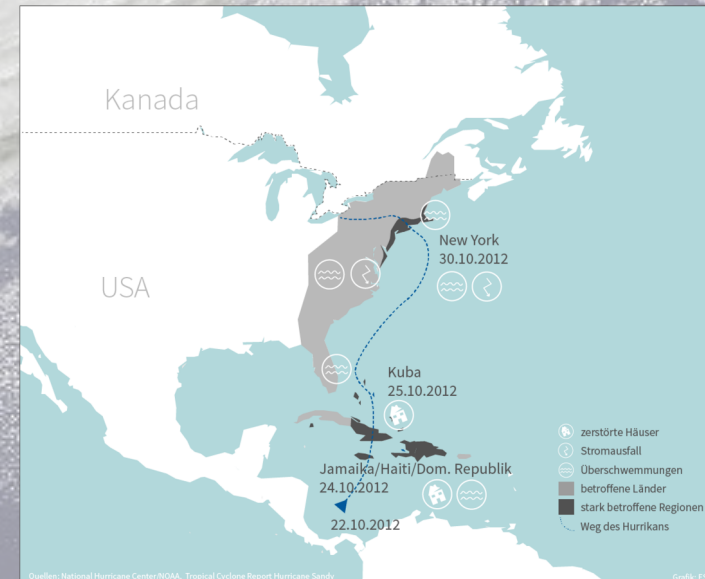 Kanada
USA
New York
30.10.2012
Kuba
25.10.2012
Jamaika/Haiti/Dom. Republik
24.10.2012
22.10.2012
zerstörte Häuser
Stromausfall
Überschwemmungen
betroffene Länder
stark betroffene Regionen
Weg des Hurrikans
Quellen: National Hurricane Center/NOAA, Tropical Cyclone Report Hurricane Sandy
Grafik: